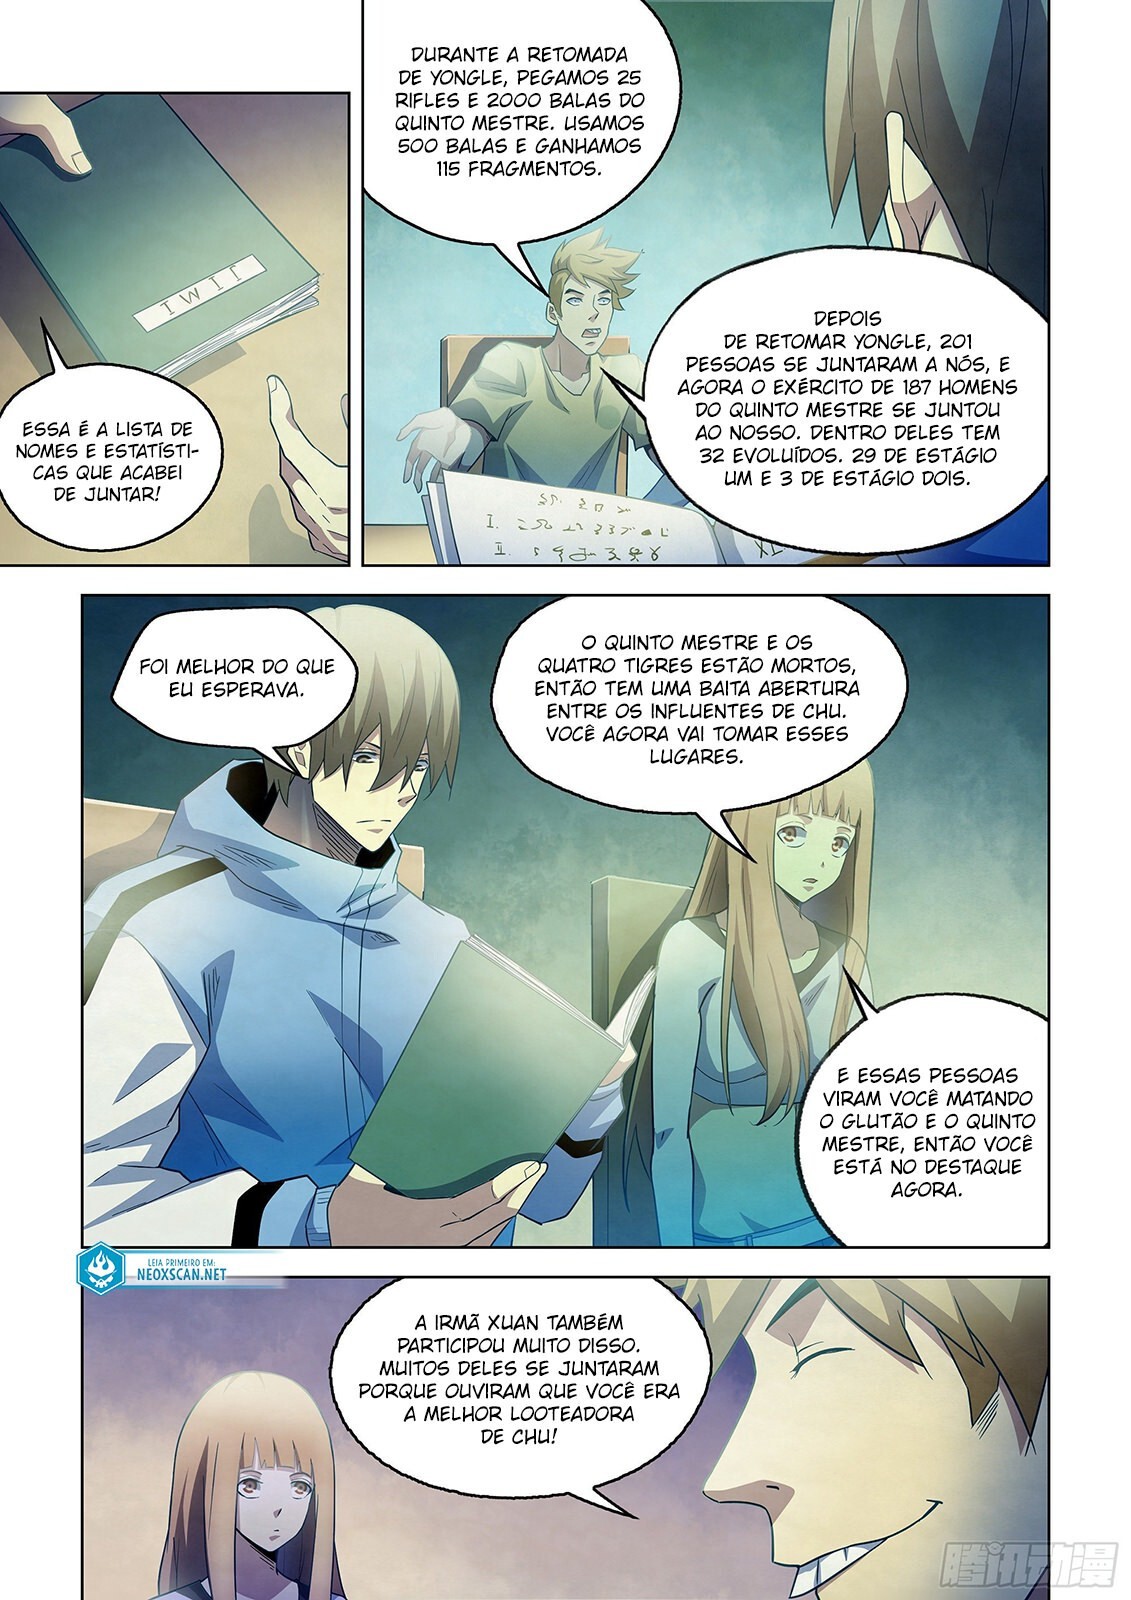 ESSA É A LISTA DE
NOMES E ESTATÍSTI-
CAS QUE ACABEI
DE JUNTAR!
DURANTE A RETOMADA
DE YONGLE, PEGAMOS 25
RIFLES E 2000 BALAS DO
QUINTO MESTRE. USAMOS
500 BALAS E GANHAMOS
115 FRAGMENTOS.
DEPOIS
DE RETOMAR YONGLE, 201
PESSOAS SE JUNTARAM A NÓS, E
AGORA O EXÉRCITO DE 187 HOMENS
DO QUINTO MESTRE SE JUNTOU
AO NOSSO. DENTRO DELES TEM
32 EVOLUÍDOS. 29 DE ESTÁGIO
UM E 3 DE ESTÁGIO DOIS.
FOI MELHOR DO QUE
EU ESPERAVA.
O QUINTO MESTRE E OS
QUATRO TIGRES ESTÃO MORTOS,
ENTÃO TEM UMA BAITA ABERTURA
ENTRE OS INFLUENTES DE CHU.
VOCÊ AGORA VAI TOMAR ESSES
LUGARES.
E ESSAS PESSOAS
VIRAM VOCÊ MATANDO
O GLUTÃO E O QUINTO
MESTRE, ENTÃO VOCÊ
ESTÁ NO DESTAQUE
AGORA.
LEIA PRIMEIRO EM:
NEOXSCAN.NET
A IRMÃ XUAN TAMBÉM
PARTICIPOU MUITO DISSO.
MUITOS DELES SE JUNTARAM
PORQUE OUVIRAM QUE VOCÊ ERA
A MELHOR LOOTEADORA
DE CHU!
腾讯动漫